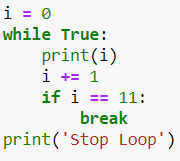 i = 0
while True:
    print(i)
    i += 1
    if i == 11:
        break
print('Stop Loop')